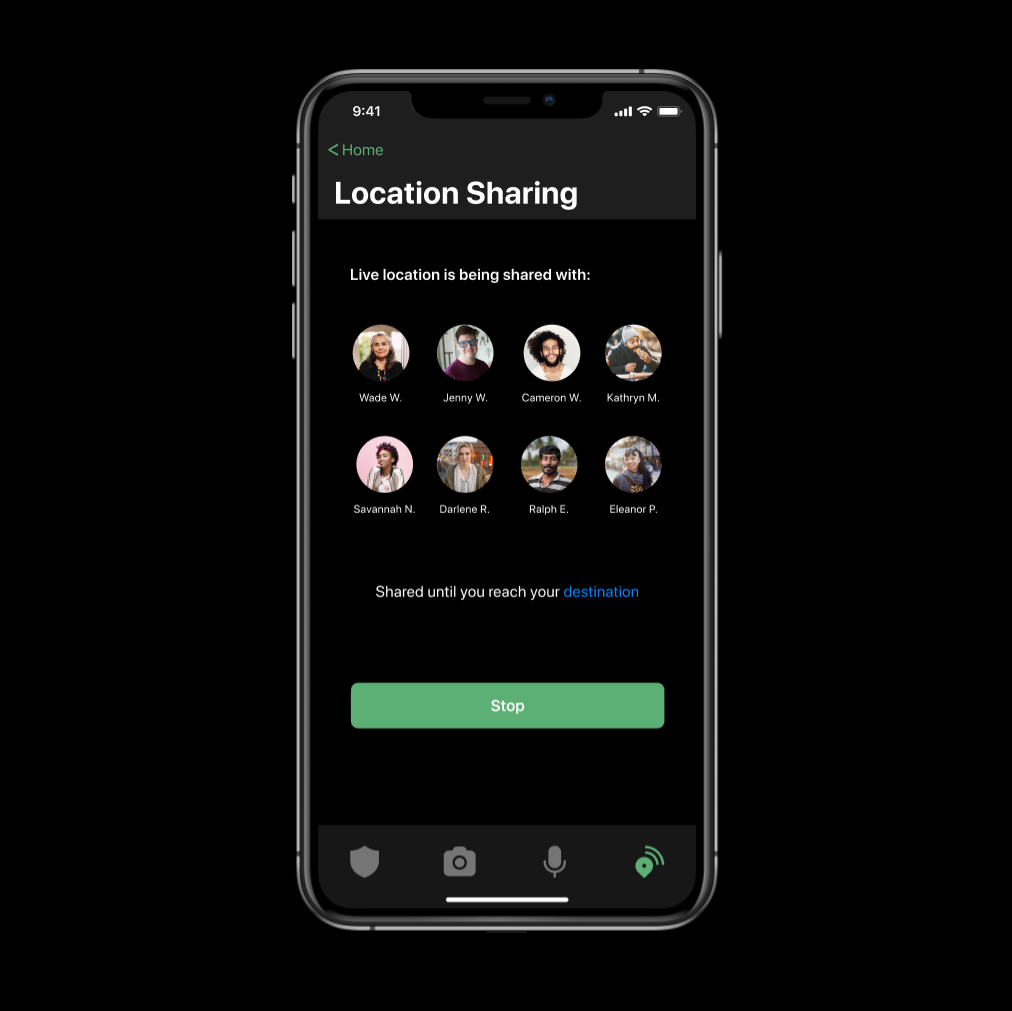 9:41
< Home
Location Sharing
Live location is being shared with:
Wade W. Jenny W. Cameron W. Kathryn M.
Savannah N. Darlene R. Ralph E. Eleanor P.
Shared until you reach your destination
Stop